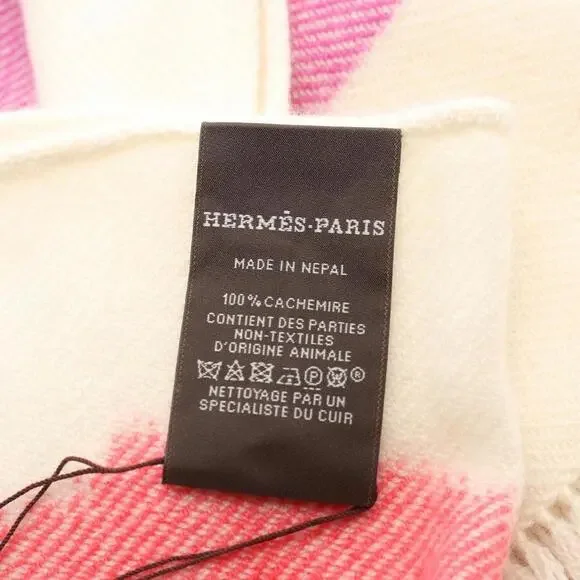 HERMÈS-PARIS
MADE IN NEPAL
100% CACHEMIRE
CONTIENT DES PARTIES
NON-TEXTILES
D'ORIGINE ANIMALE
P ®
NETTOYAGE PAR UN
SPECIALISTE DU CUIR